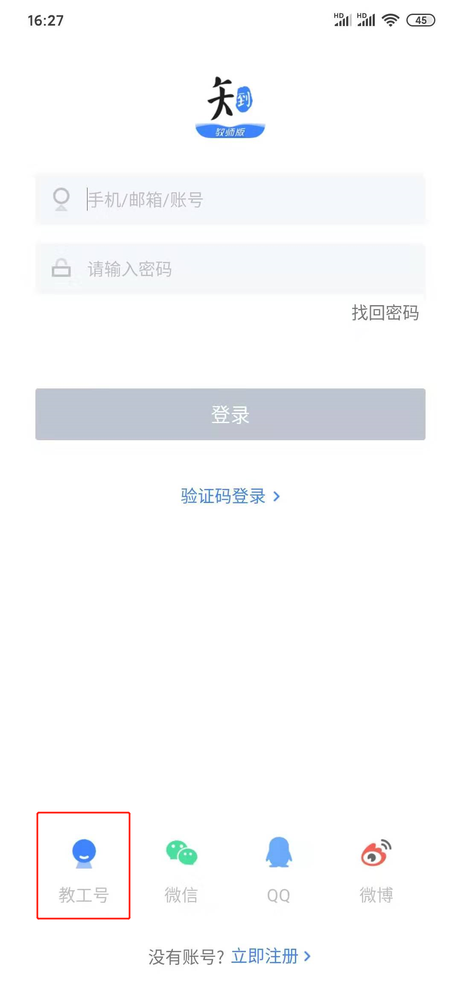 16:27
HD HD 45
知到
教师版
手机/邮箱/账号
请输入密码
找回密码
登录
验证码登录 >
教工号 微信 QQ 微博
没有账号? 立即注册 >